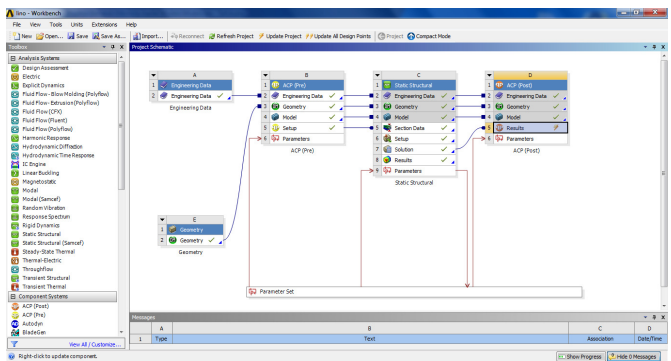 lino - Workbench
File View Tools Units Extensions Help
New Open... Save Save As... Import... Reconnect Refresh Project Update Project Update All Design Points Project Compact Mode
Toolbox
Analysis Systems
Design Assessment
Electric
Explicit Dynamics
Fluid Flow - Blow Molding (Polyflow)
Fluid Flow - Extrusion (Polyflow)
Fluid Flow (CFX)
Fluid Flow (Fluent)
Fluid Flow (Polyflow)
Harmonic Response
Hydrodynamic Diffraction
Hydrodynamic Time Response
IC Engine
Linear Buckling
Magnetostatic
Modal
Modal (Samcef)
Random Vibration
Response Spectrum
Rigid Dynamics
Static Structural
Static Structural (Samcef)
Steady-State Thermal
Thermal-Electric
Throughflow
Transient Structural
Transient Thermal
Component Systems
ACP (Post)
ACP (Pre)
Autodyn
BladeGen
View All / Customize...
Project Schematic
A
1 Engineering Data
2 Engineering Data
Engineering Data
B
1 ACP (Pre)
2 Engineering Data
3 Geometry
4 Model
5 Setup
6 Parameters
ACP (Pre)
C
1 Static Structural
2 Engineering Data
3 Geometry
4 Model
5 Section Data
6 Setup
7 Solution
8 Results
9 Parameters
Static Structural
D
1 ACP (Post)
2 Engineering Data
3 Geometry
4 Model
5 Results
6 Parameters
ACP (Post)
E
1 Geometry
2 Geometry
Geometry
Parameter Set
Messages
A B C D
1 Type Text Association Date/Time
Right-click to update component.
Show Progress Hide 0 Messages